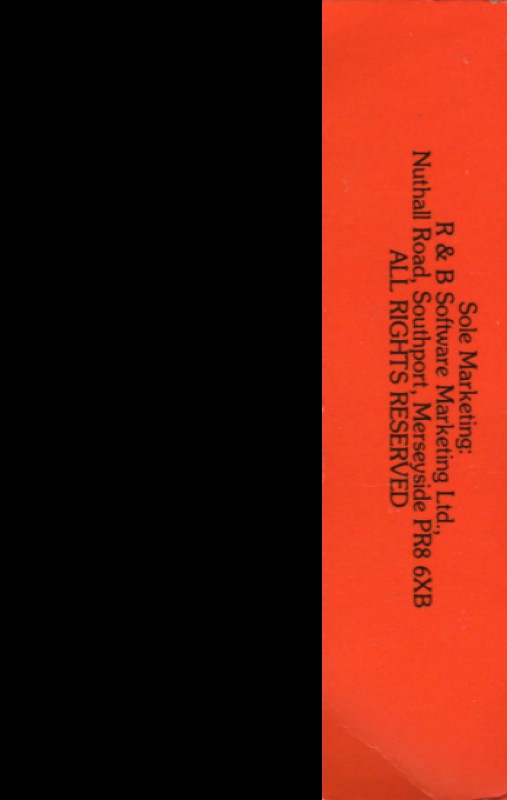 Sole Marketing:
R & B Software Marketing Ltd.,
Nuthall Road, Southport, Merseyside PR8 6XB
ALL RIGHTS RESERVED